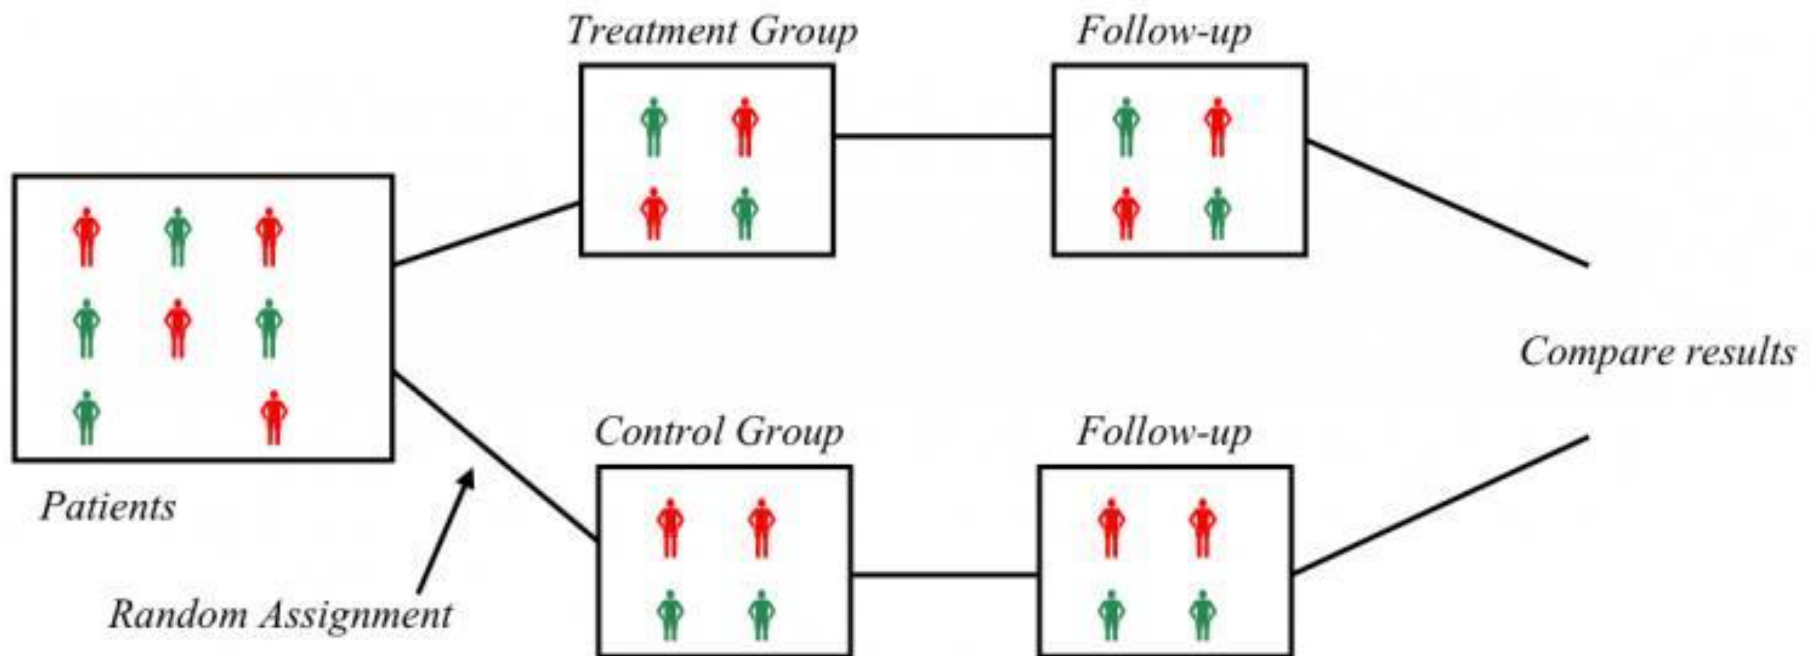 Treatment Group
Follow-up
Patients
Random Assignment
Control Group
Follow-up
Compare results